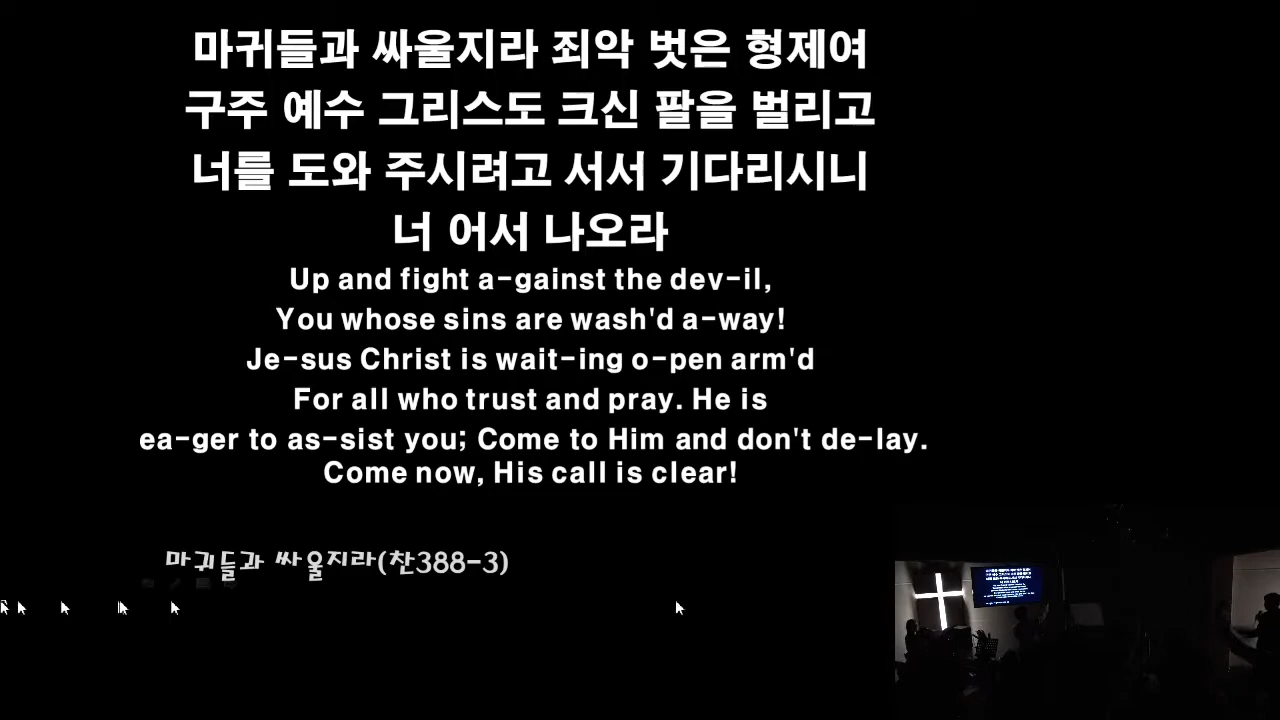 마귀들과 싸울지라 죄악 벗은 형제여
구주 예수 그리스도 크신 팔을 벌리고
너를 도와 주시려고 서서 기다리시니
너 어서 나오라
Up and fight a-gainst the dev-il,
You whose sins are wash'd a-way!
Je-sus Christ is wait-ing o-pen arm'd
For all who trust and pray. He is
ea-ger to as-sist you; Come to Him and don't de-lay.
Come now, His call is clear!
마귀들과 싸울지라(찬388-3)